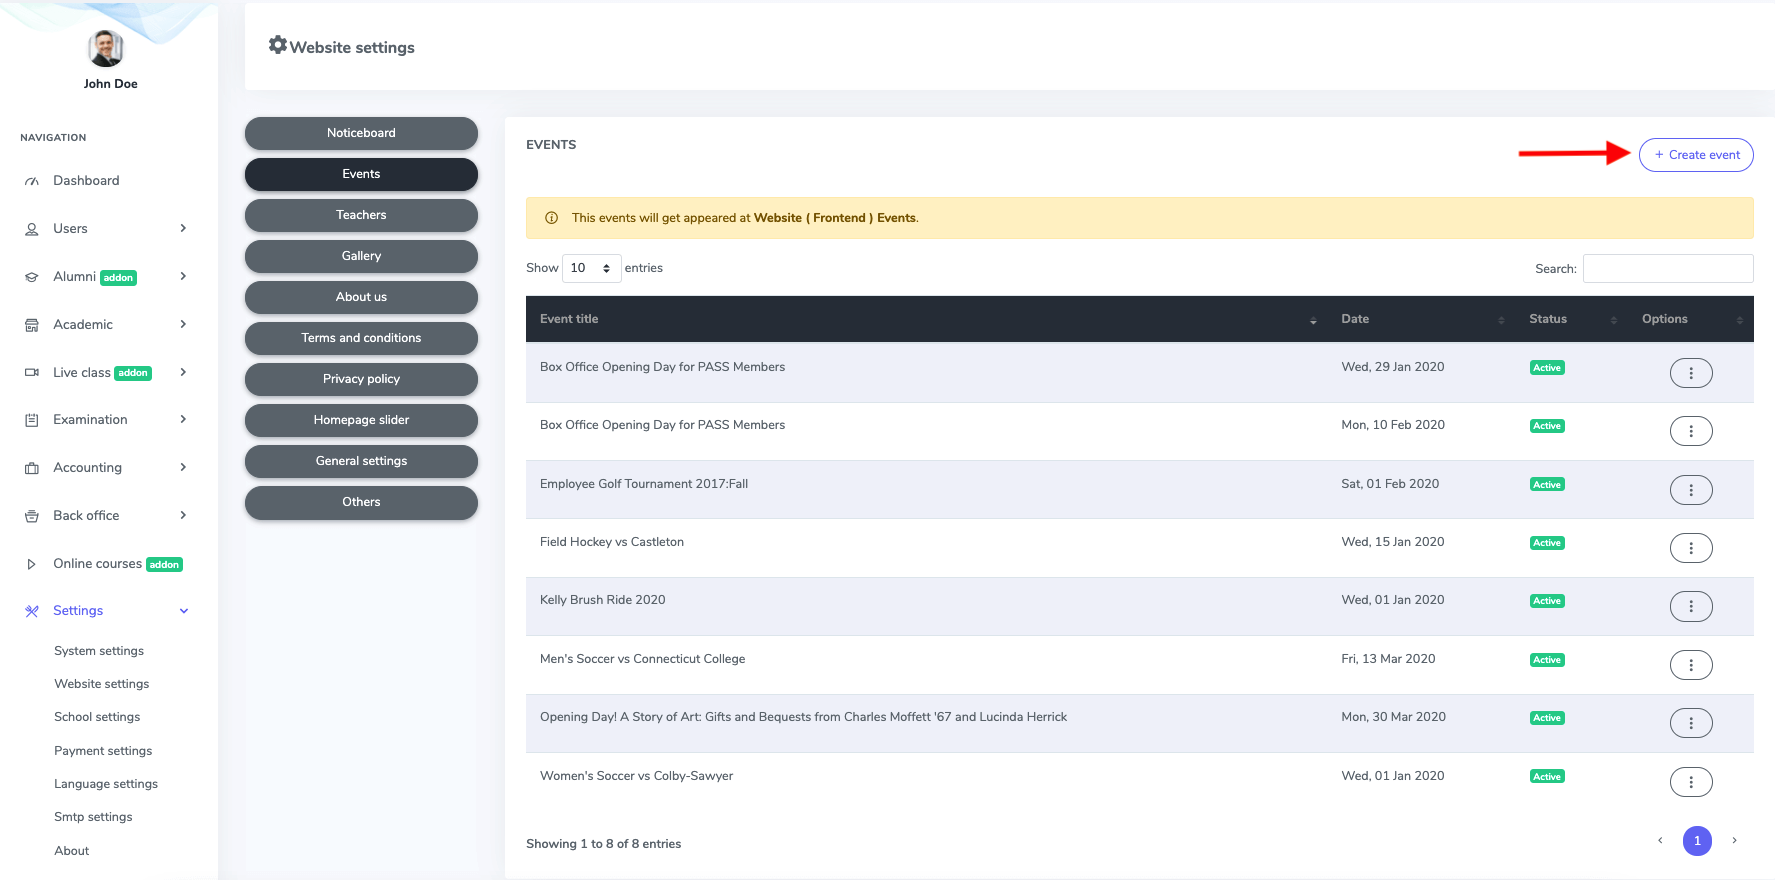 John Doe
NAVIGATION
Dashboard
Users
Alumni addon
Academic
Live class addon
Examination
Accounting
Back office
Online courses addon
Settings
System settings
Website settings
School settings
Payment settings
Language settings
Smtp settings
About
Website settings
Noticeboard
Events
Teachers
Gallery
About us
Terms and conditions
Privacy policy
Homepage slider
General settings
Others
EVENTS
+ Create event
This events will get appeared at Website ( Frontend ) Events.
Show 10 entries
Search:
Event title Date Status Options
Box Office Opening Day for PASS Members Wed, 29 Jan 2020 Active
Box Office Opening Day for PASS Members Mon, 10 Feb 2020 Active
Employee Golf Tournament 2017:Fall Sat, 01 Feb 2020 Active
Field Hockey vs Castleton Wed, 15 Jan 2020 Active
Kelly Brush Ride 2020 Wed, 01 Jan 2020 Active
Men's Soccer vs Connecticut College Fri, 13 Mar 2020 Active
Opening Day! A Story of Art: Gifts and Bequests from Charles Moffett '67 and Lucinda Herrick Mon, 30 Mar 2020 Active
Women's Soccer vs Colby-Sawyer Wed, 01 Jan 2020 Active
Showing 1 to 8 of 8 entries
1